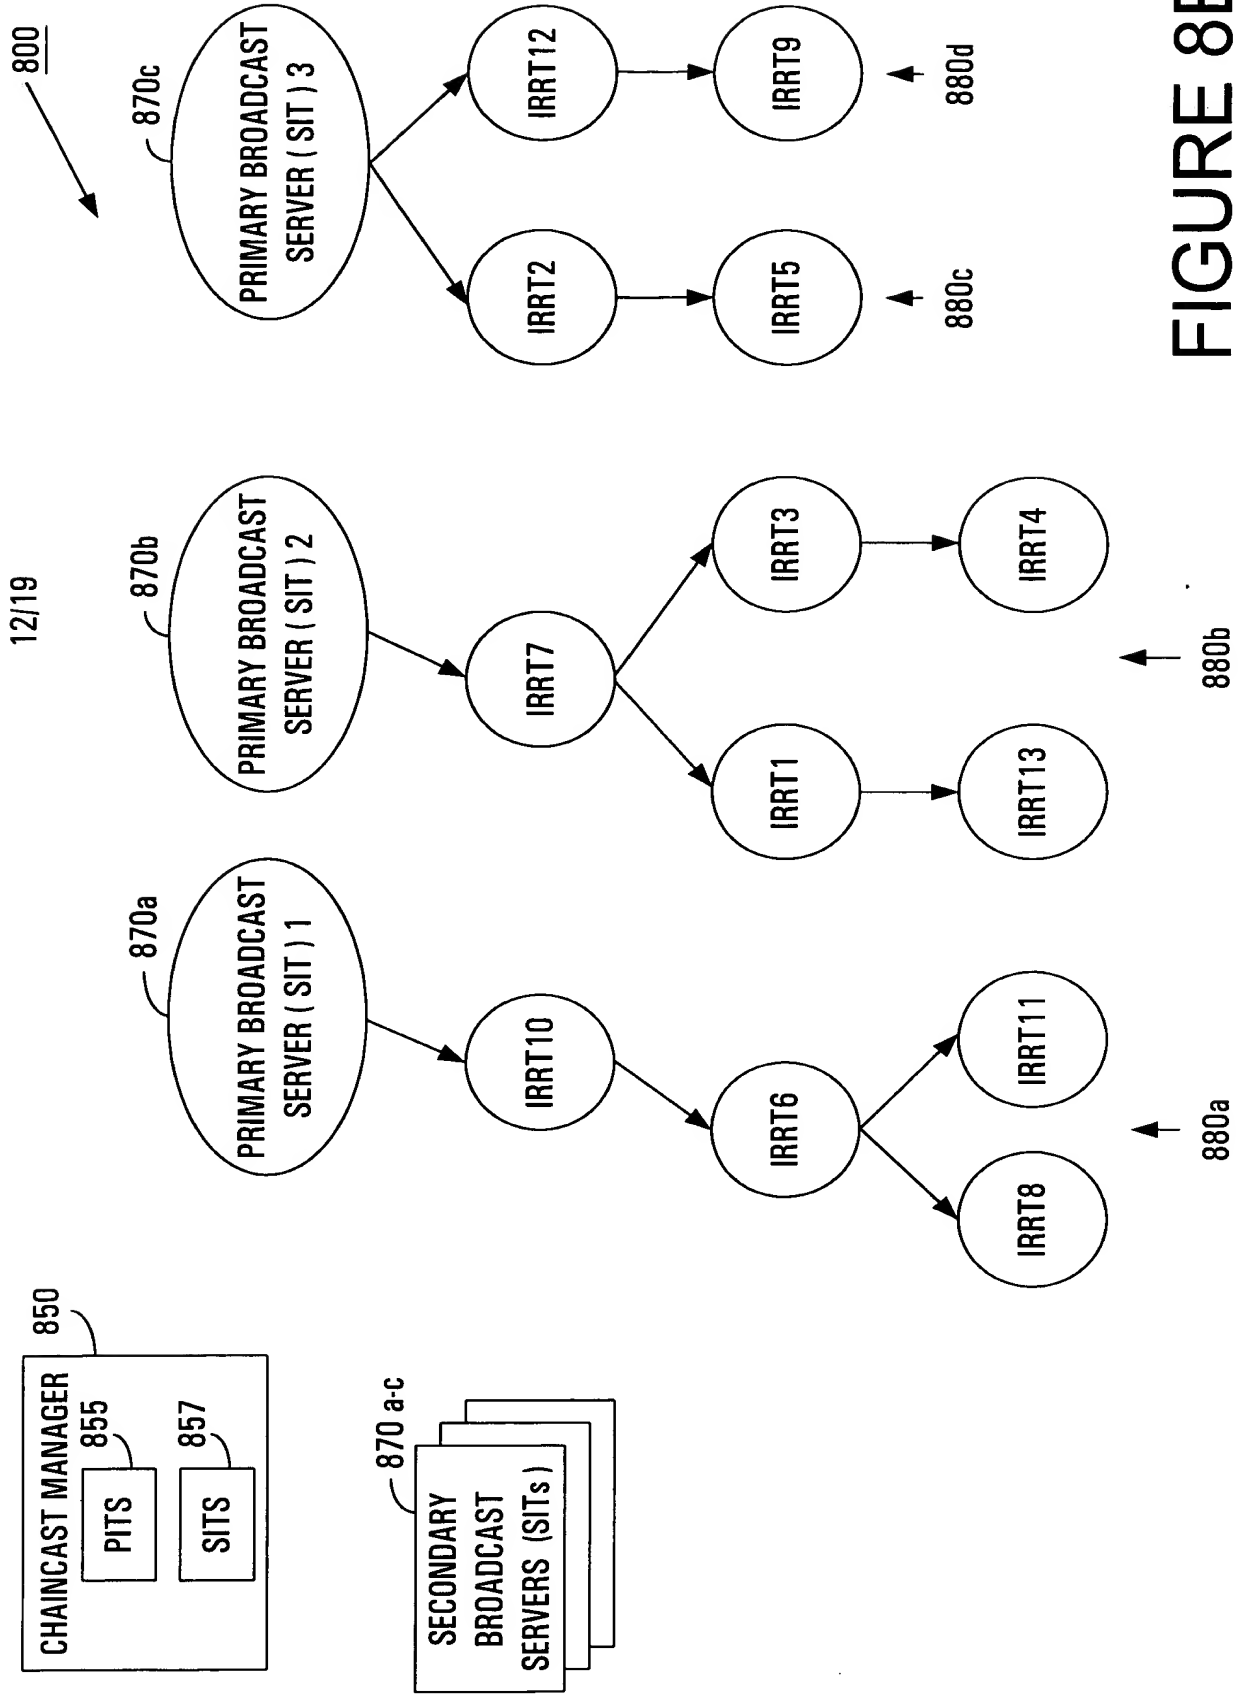 12/19
800
CHAINCAST MANAGER
850
PITS
855
SITS
857
SECONDARY
BROADCAST
SERVERS (SITs)
870 a-c
PRIMARY BROADCAST
SERVER ( SIT ) 1
870a
IRRT10
IRRT6
IRRT8
IRRT11
880a
PRIMARY BROADCAST
SERVER ( SIT ) 2
870b
IRRT7
IRRT1
IRRT3
IRRT13
IRRT4
880b
PRIMARY BROADCAST
SERVER ( SIT ) 3
870c
IRRT2
IRRT12
IRRT5
IRRT9
880c
880d
FIGURE